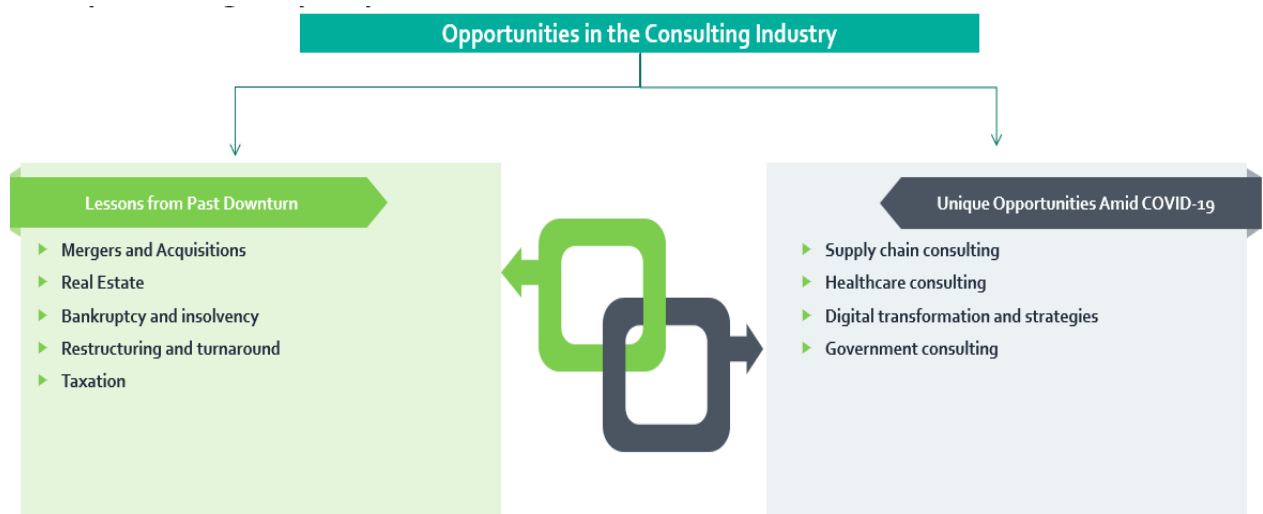 Opportunities in the Consulting Industry
Lessons from Past Downturn
Mergers and Acquisitions
Real Estate
Bankruptcy and insolvency
Restructuring and turnaround
Taxation
Unique Opportunities Amid COVID-19
Supply chain consulting
Healthcare consulting
Digital transformation and strategies
Government consulting